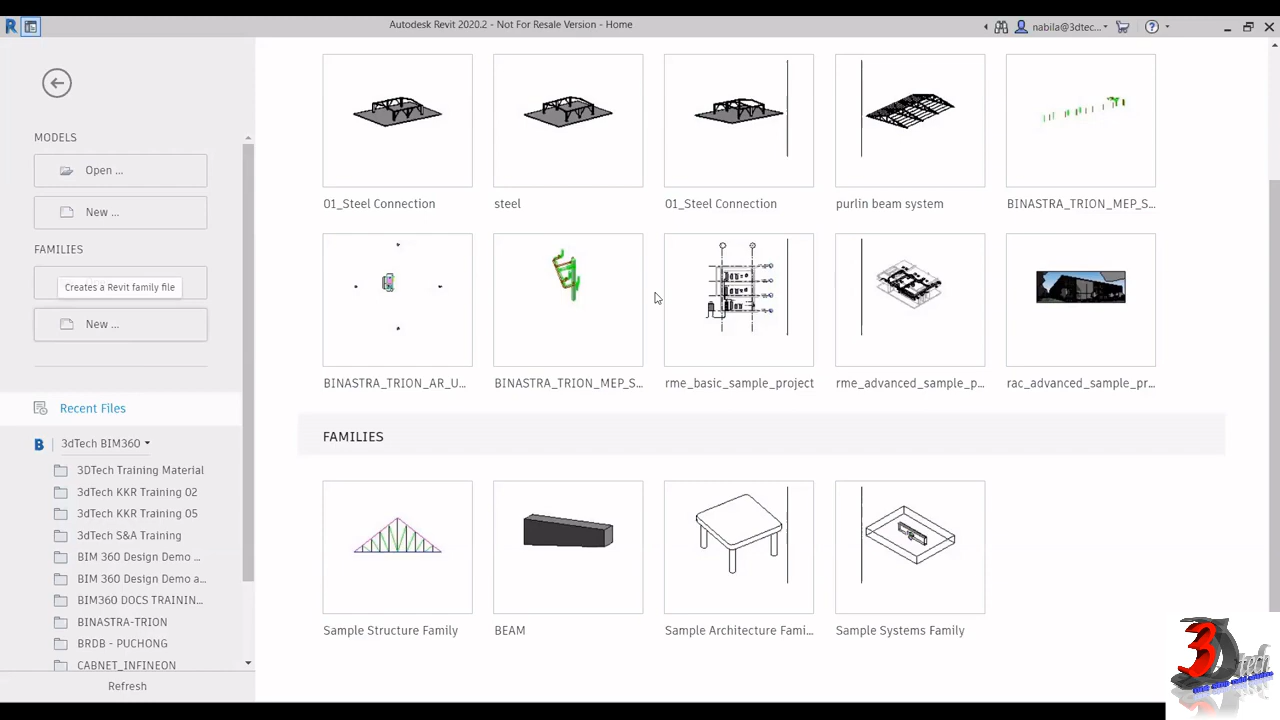 Autodesk Revit 2020.2 - Not For Resale Version - Home
nabila@3dtec...
MODELS
Open ...
New ...
FAMILIES
Creates a Revit family file
New ...
Recent Files
3dTech BIM360
3DTech Training Material
3dTech KKR Training 02
3dTech KKR Training 05
3dTech S&A Training
BIM 360 Design Demo ...
BIM 360 Design Demo a...
BIM360 DOCS TRAININ...
BINASTRA-TRION
BRDB - PUCHONG
CABNET_INFINEON
Refresh
01_Steel Connection
steel
01_Steel Connection
purlin beam system
BINASTRA_TRION_MEP_S...
BINASTRA_TRION_AR_U...
BINASTRA_TRION_MEP_S...
rme_basic_sample_project
rme_advanced_sample_p...
rac_advanced_sample_pr...
FAMILIES
Sample Structure Family
BEAM
Sample Architecture Fami...
Sample Systems Family
3Dtech